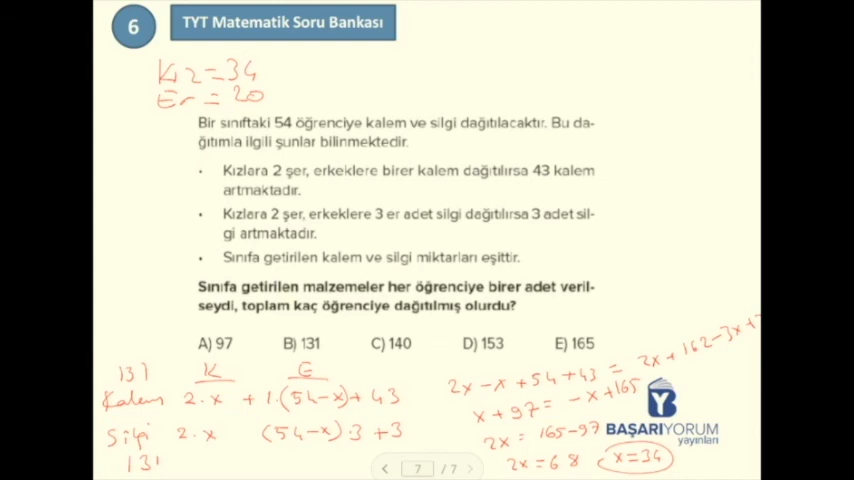 6
TYT Matematik Soru Bankası
Kız=34
Er=20
Bir sınıftaki 54 öğrenciye kalem ve silgi dağıtılacaktır. Bu da-
ğıtımla ilgili şunlar bilinmektedir.
· Kızlara 2 şer, erkeklere birer kalem dağıtılırsa 43 kalem
artmaktadır.
· Kızlara 2 şer, erkeklere 3 er adet silgi dağıtılırsa 3 adet sil-
gi artmaktadır.
· Sınıfa getirilen kalem ve silgi miktarları eşittir.
Sınıfa getirilen malzemeler her öğrenciye birer adet veril-
seydi, toplam kaç öğrenciye dağıtılmış olurdu?
A) 97 B) 131 C) 140 D) 153 E) 165
131 K E
Kalem 2.x + 1.(54-x)+43
Silgi 2.x (54-x).3+3
131
2x-x+54+43 = 2x+162-3x+
x+97=-x+165
2x=165-97
2x=68 x=34
BAŞARIYORUM
yayınları
< 7 / 7 >